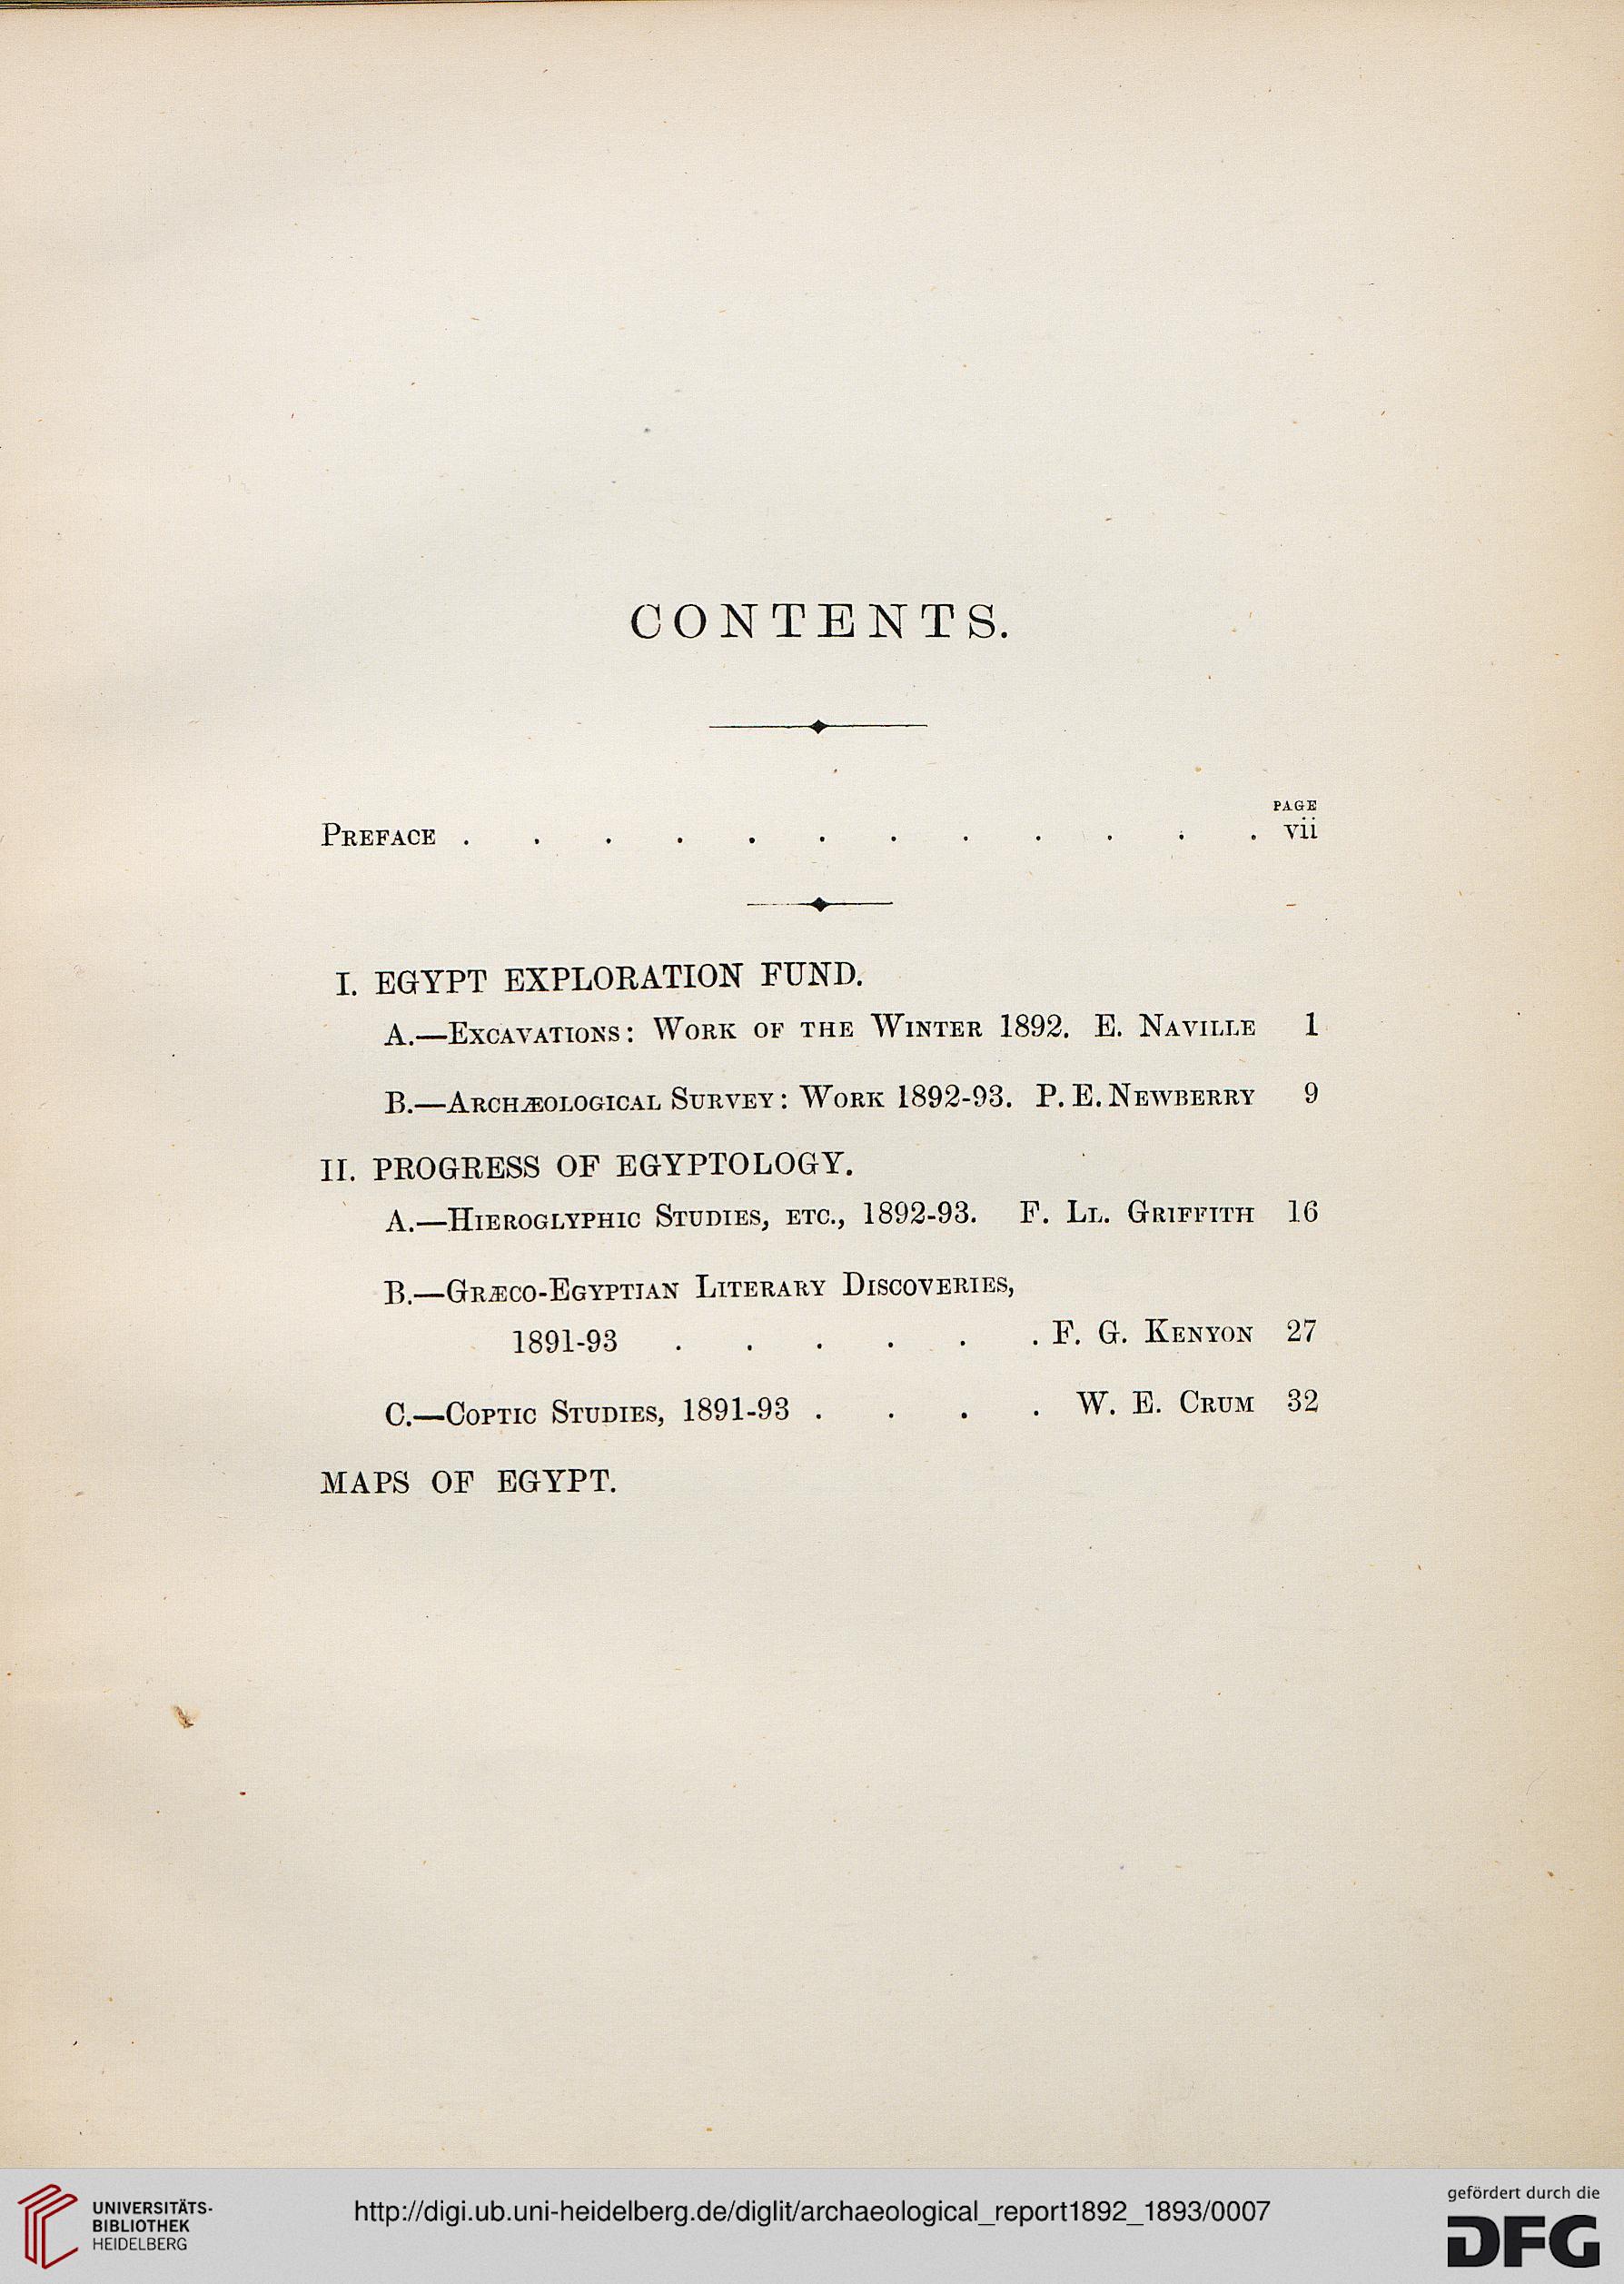 CONTENTS.
PAGE
PREFACE . . . . . . . . . . . . vii
I. EGYPT EXPLORATION FUND.
A.—EXCAVATIONS: WORK OF THE WINTER 1892. E. NAVILLE 1
B.—ARCHÆOLOGICAL SURVEY: WORK 1892-93. P. E. NEWBERRY 9
II. PROGRESS OF EGYPTOLOGY.
A.—HIEROGLYPHIC STUDIES, ETC., 1892-93. F. LL. GRIFFITH 16
B.—GRÆCO-EGYPTIAN LITERARY DISCOVERIES,
1891-93 . . . . . . F. G. KENYON 27
C.—COPTIC STUDIES, 1891-93 . . . . W. E. CRUM 32
MAPS OF EGYPT.
UNIVERSITÄTS-
BIBLIOTHEK
HEIDELBERG
http://digi.ub.uni-heidelberg.de/diglit/archaeological_report1892_1893/0007
gefördert durch die
DFG